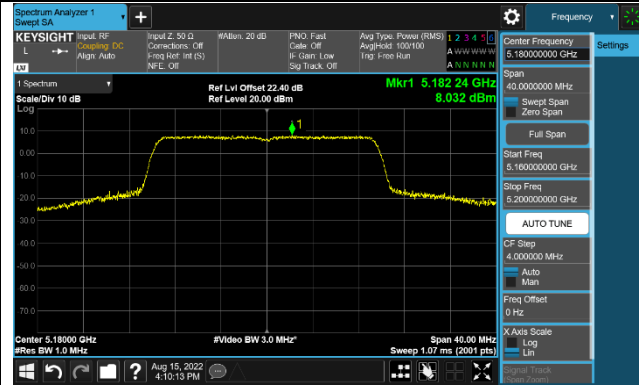 Spectrum Analyzer 1
Swept SA
+
Frequency
KEYSIGHT
Input: RF
Coupling: DC
Align: Auto
Input Z: 50 Ω
Corrections: Off
Freq Ref: Int (S)
NFE: Off
#Atten: 20 dB
PNO: Fast
Gate: Off
IF Gain: Low
Sig Track: Off
Avg Type: Power (RMS)
Avg|Hold: 100/100
Trig: Free Run
1 2 3 4 5 6
A W W W W W
A N N N N N
L
LXI
Center Frequency
5.180000000 GHz
Settings
Span
40.0000000 MHz
Swept Span
Zero Span
Full Span
Start Freq
5.160000000 GHz
Stop Freq
5.200000000 GHz
AUTO TUNE
CF Step
4.000000 MHz
Auto
Man
Freq Offset
0 Hz
X Axis Scale
Log
Lin
Signal Track
(Span Zoom)
1 Spectrum
Scale/Div 10 dB
Log
Ref Lvl Offset 22.40 dB
Ref Level 20.00 dBm
Mkr1 5.182 24 GHz
8.032 dBm
1
10.0
0.00
-10.0
-20.0
-30.0
-40.0
-50.0
-60.0
-70.0
Center 5.18000 GHz
#Res BW 1.0 MHz
#Video BW 3.0 MHz*
Span 40.00 MHz
Sweep 1.07 ms (2001 pts)
?
Aug 15, 2022
4:10:13 PM